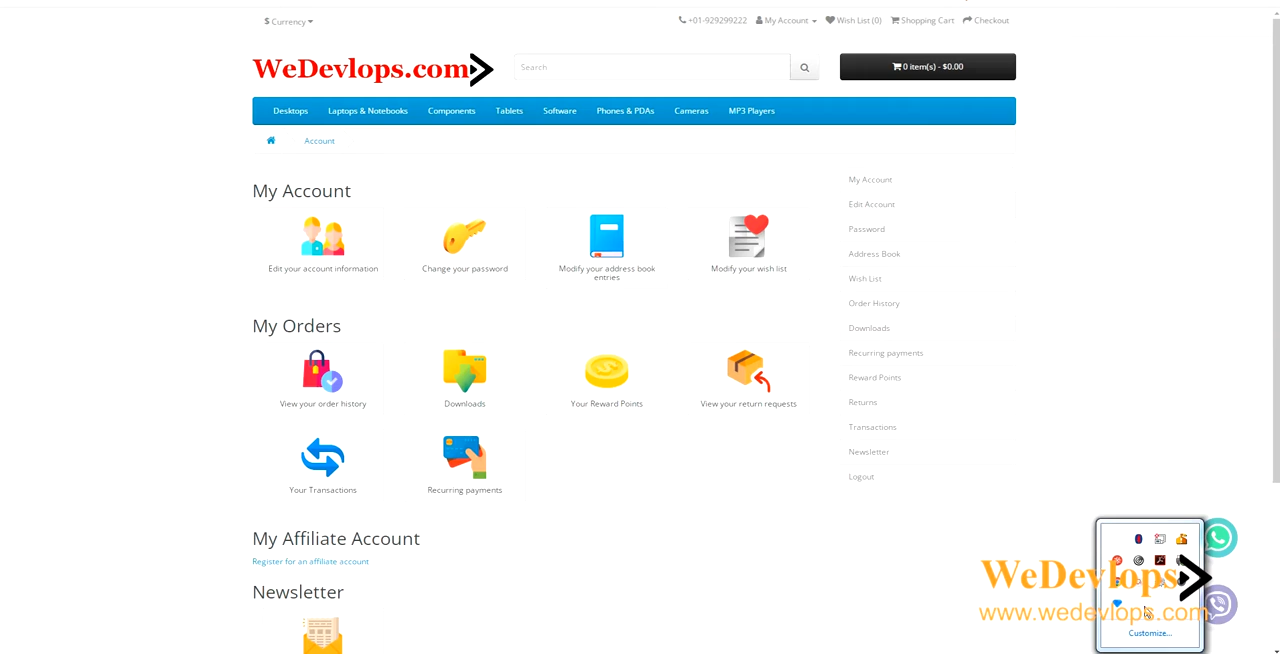 $ Currency
+01-929299222 My Account Wish List (0) Shopping Cart Checkout
WeDevlops.com
Search
0 item(s) - $0.00
Desktops Laptops & Notebooks Components Tablets Software Phones & PDAs Cameras MP3 Players
Account
My Account
Edit your account information
Change your password
Modify your address book
entries
Modify your wish list
My Orders
View your order history
Downloads
Your Reward Points
View your return requests
Your Transactions
Recurring payments
My Affiliate Account
Register for an affiliate account
Newsletter
My Account
Edit Account
Password
Address Book
Wish List
Order History
Downloads
Recurring payments
Reward Points
Returns
Transactions
Newsletter
Logout
WeDevlops
www.wedevlops.com
Customize...